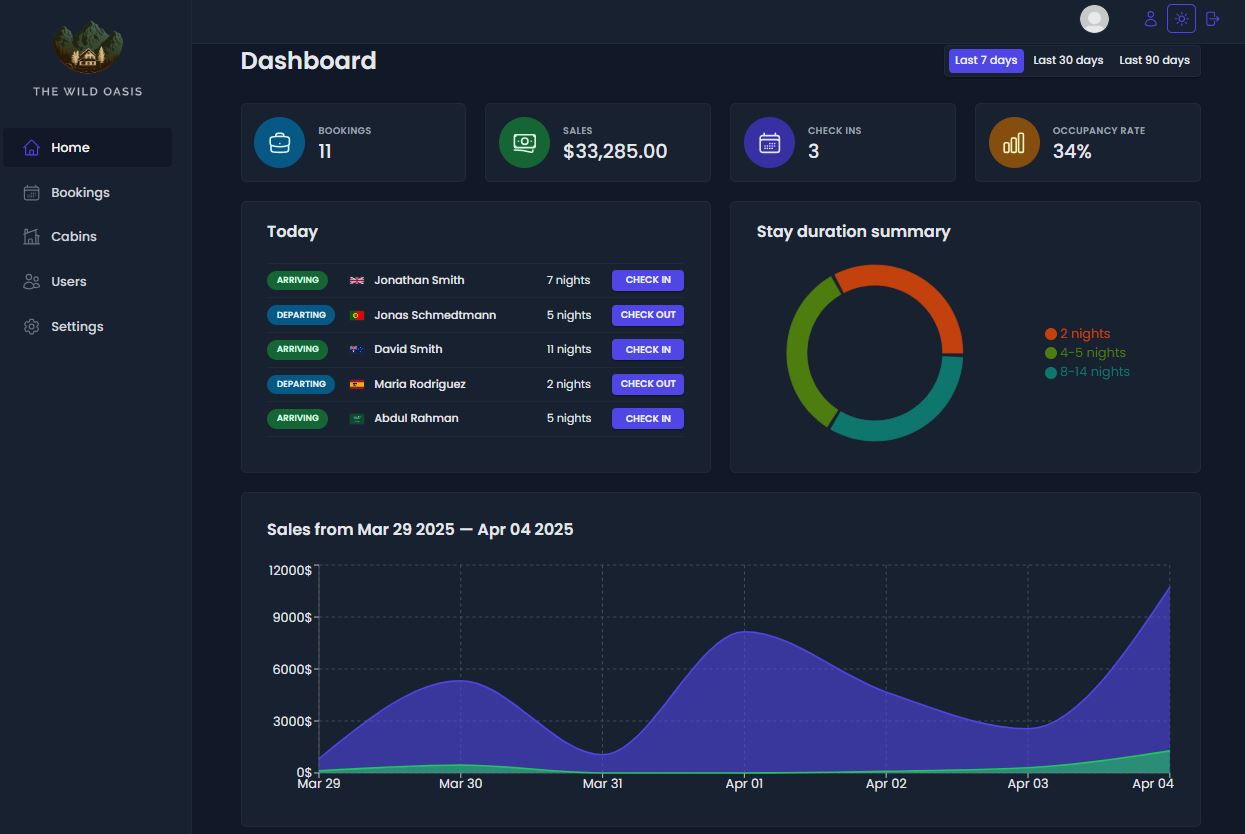 THE WILD OASIS
Home
Bookings
Cabins
Users
Settings
Dashboard
Last 7 days Last 30 days Last 90 days
BOOKINGS
11
SALES
$33,285.00
CHECK INS
3
OCCUPANCY RATE
34%
Today
ARRIVING Jonathan Smith 7 nights CHECK IN
DEPARTING Jonas Schmedtmann 5 nights CHECK OUT
ARRIVING David Smith 11 nights CHECK IN
DEPARTING Maria Rodriguez 2 nights CHECK OUT
ARRIVING Abdul Rahman 5 nights CHECK IN
Stay duration summary
2 nights
4-5 nights
8-14 nights
Sales from Mar 29 2025 — Apr 04 2025
12000$
9000$
6000$
3000$
0$
Mar 29 Mar 30 Mar 31 Apr 01 Apr 02 Apr 03 Apr 04